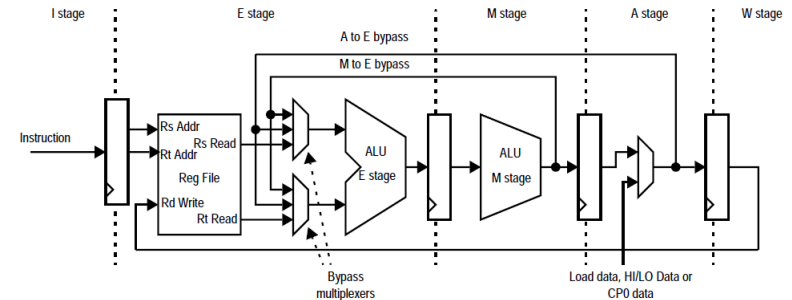 I stage
E stage
M stage
A stage
W stage
A to E bypass
M to E bypass
Instruction
Rs Addr
Rs Read
Rt Addr
Reg File
Rd Write
Rt Read
ALU
E stage
ALU
M stage
Bypass
multiplexers
Load data, HI/LO Data or
CP0 data